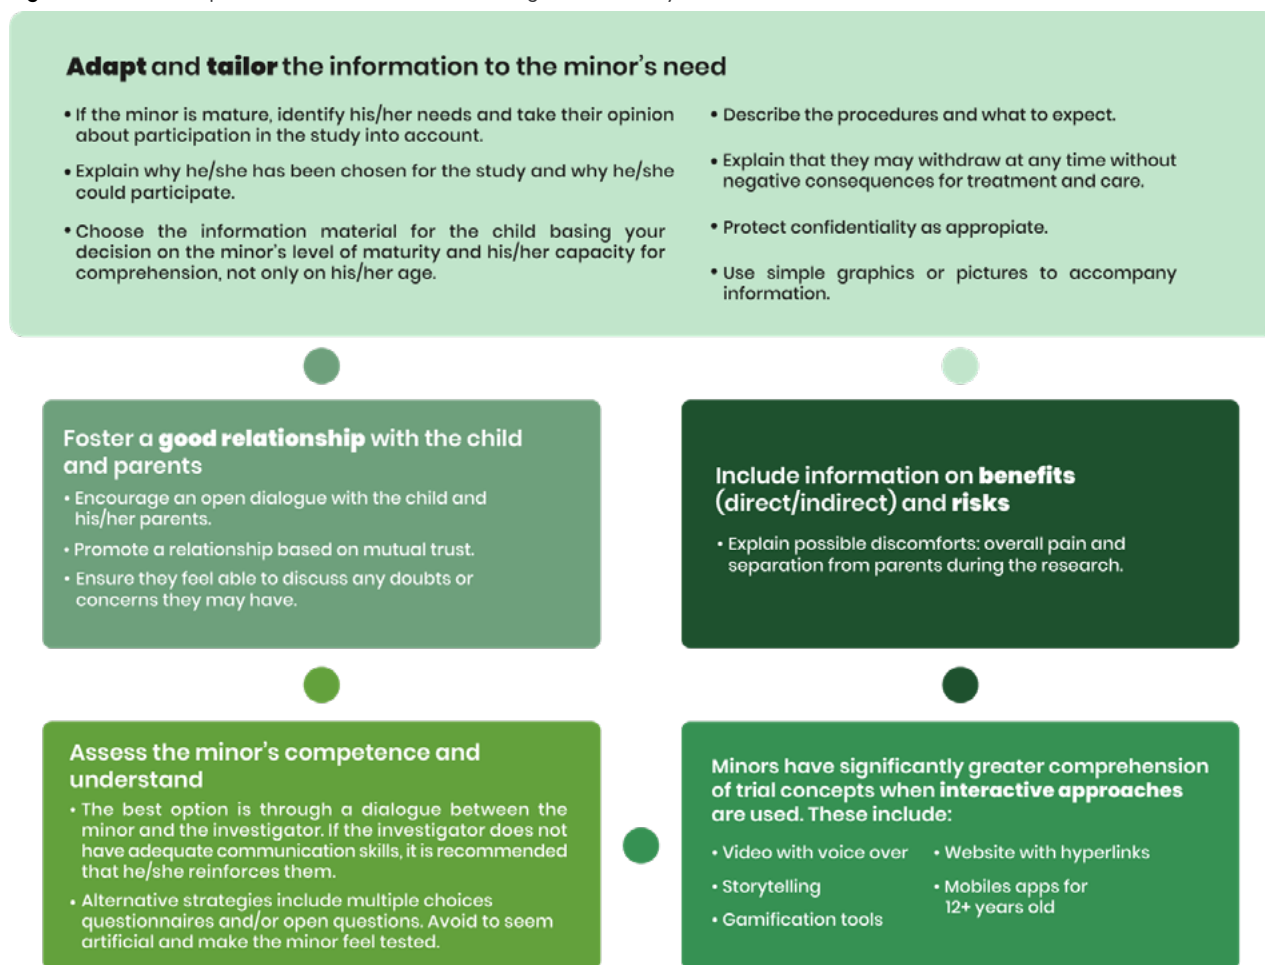 Adapt and tailor the information to the minor's need
• If the minor is mature, identify his/her needs and take their opinion
about participation in the study into account.
• Explain why he/she has been chosen for the study and why he/she
could participate.
• Choose the information material for the child basing your
decision on the minor's level of maturity and his/her capacity for
comprehension, not only on his/her age.
• Describe the procedures and what to expect.
• Explain that they may withdraw at any time without
negative consequences for treatment and care.
• Protect confidentiality as appropiate.
• Use simple graphics or pictures to accompany
information.
Foster a good relationship with the child
and parents
• Encourage an open dialogue with the child and
his/her parents.
• Promote a relationship based on mutual trust.
• Ensure they feel able to discuss any doubts or
concerns they may have.
Include information on benefits
(direct/indirect) and risks
• Explain possible discomforts: overall pain and
separation from parents during the research.
Assess the minor's competence and
understand
• The best option is through a dialogue between the
minor and the investigator. If the investigator does not
have adequate communication skills, it is recommended
that he/she reinforces them.
• Alternative strategies include multiple choices
questionnaires and/or open questions. Avoid to seem
artificial and make the minor feel tested.
Minors have significantly greater comprehension
of trial concepts when interactive approaches
are used. These include:
• Video with voice over
• Storytelling
• Gamification tools
• Website with hyperlinks
• Mobiles apps for
12+ years old